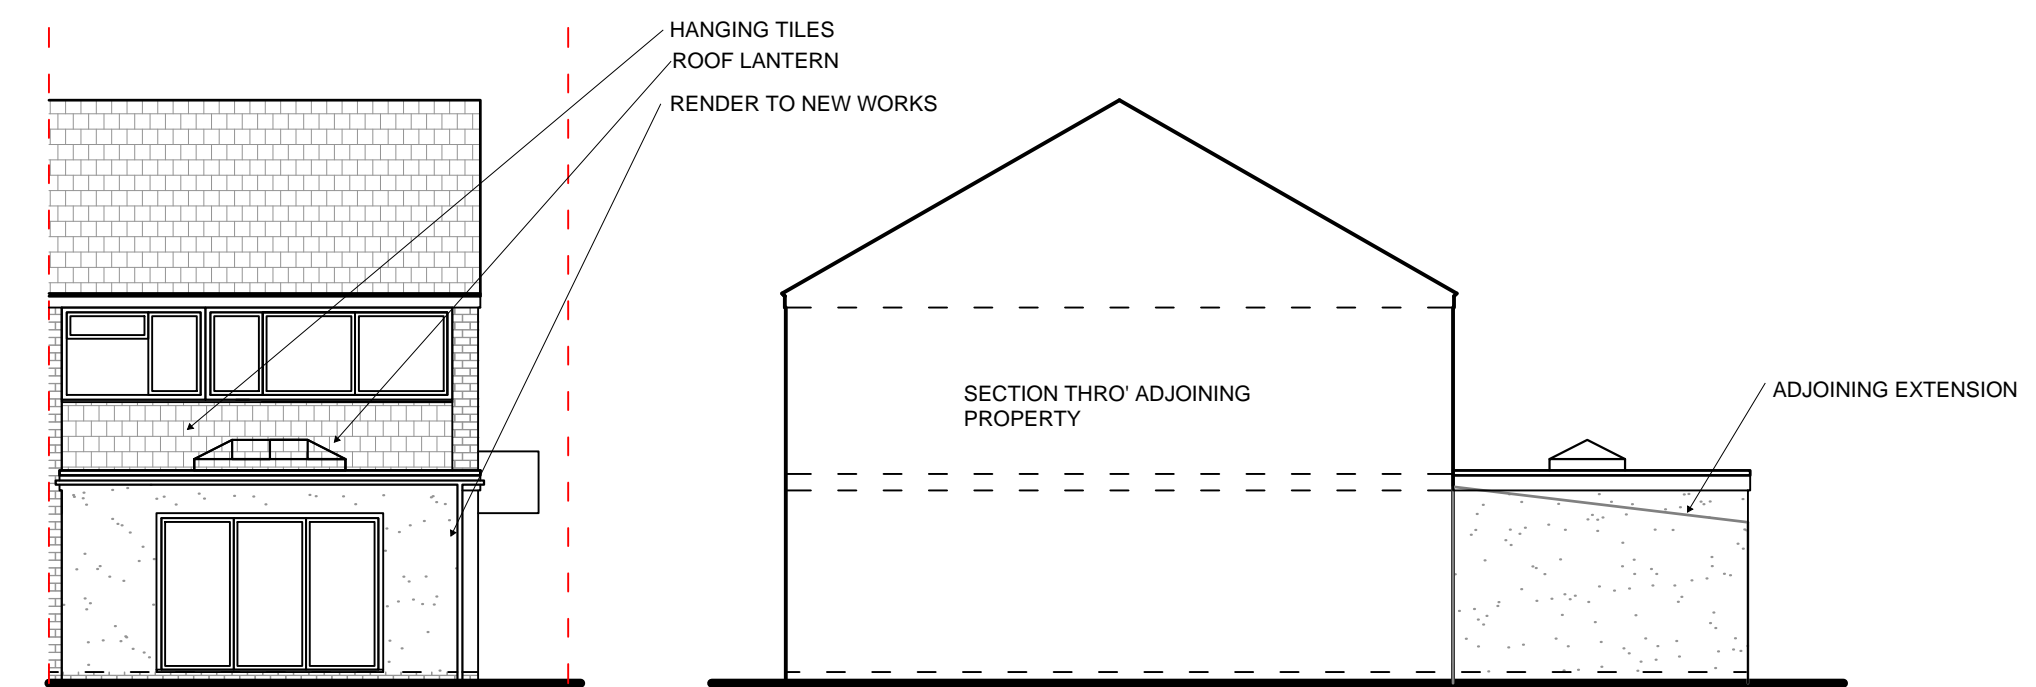 HANGING TILES
ROOF LANTERN
RENDER TO NEW WORKS
SECTION THRO' ADJOINING
PROPERTY
ADJOINING EXTENSION